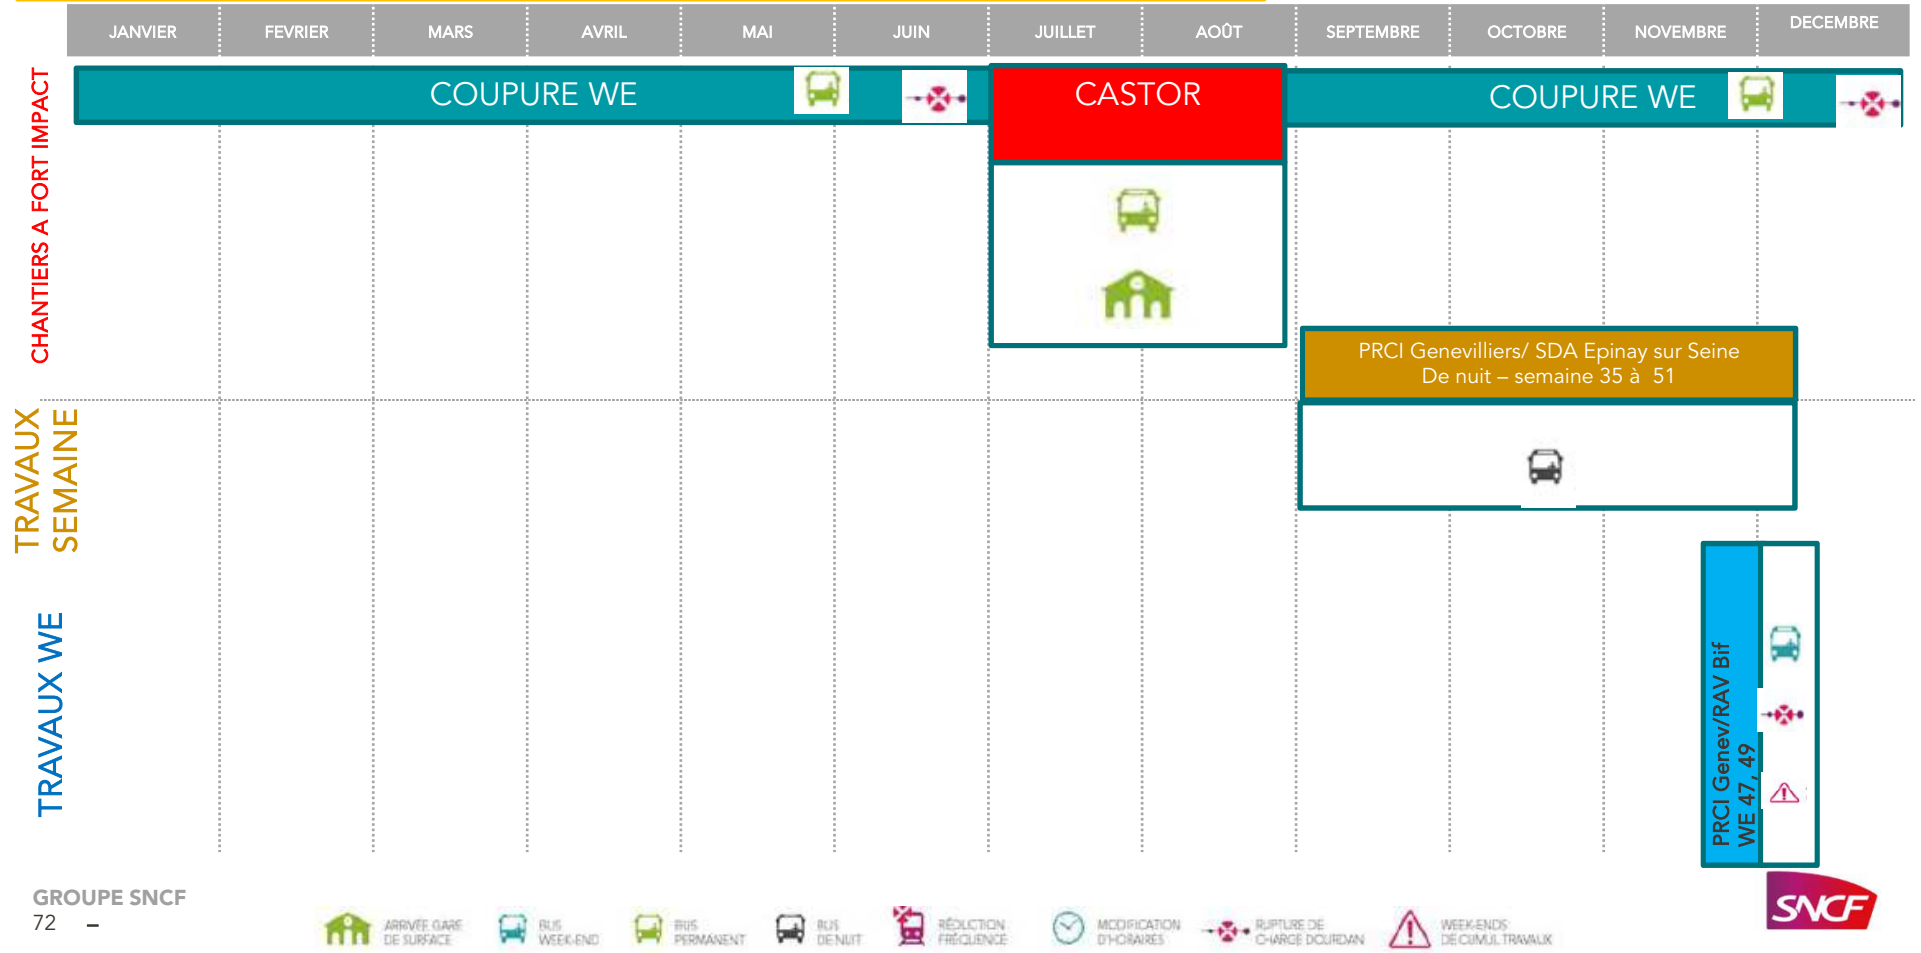 JANVIER
FEVRIER
MARS
AVRIL
MAI
JUIN
JUILLET
AOÛT
SEPTEMBRE
OCTOBRE
NOVEMBRE
DECEMBRE
CHANTIERS A FORT IMPACT
COUPURE WE
CASTOR
COUPURE WE
PRCI Genevilliers/ SDA Epinay sur Seine
De nuit – semaine 35 à 51
TRAVAUX
SEMAINE
TRAVAUX WE
PRCI Genev/RAV Bif
WE 47, 49
GROUPE SNCF
72 –
ARRIVÉE GARE
DE SURFACE
BUS
WEEK-END
BUS
PERMANENT
BUS
DE NUIT
RÉDUCTION
FRÉQUENCE
MODIFICATION
D'HORAIRES
RUPTURE DE
CHARGE DOURDAN
WEEK-ENDS
DE CUMUL TRAVAUX
SNCF